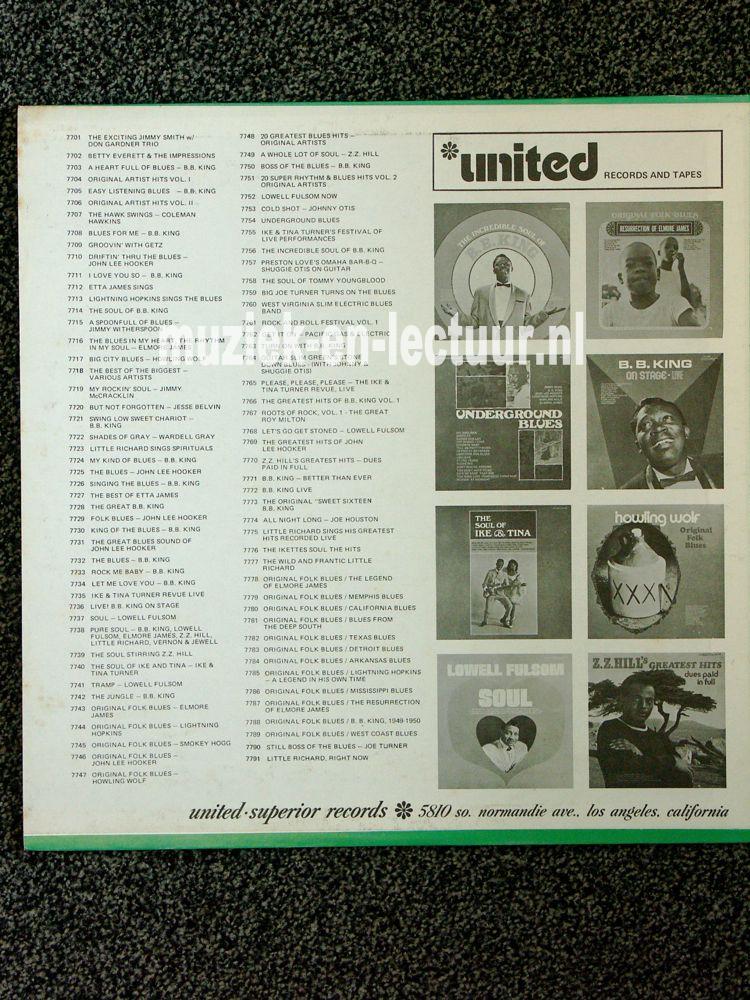 7701 THE EXCITING JIMMY SMITH w/
DON GARDNER TRIO
7702 BETTY EVERETT & THE IMPRESSIONS
7703 A HEART FULL OF BLUES – B.B. KING
7704 ORIGINAL ARTIST HITS VOL. I
7705 EASY LISTENING BLUES – B.B. KING
7706 ORIGINAL ARTIST HITS VOL. II
7707 THE HAWK SWINGS – COLEMAN
HAWKINS
7708 BLUES FOR ME – B.B. KING
7709 GROOVIN' WITH GETZ
7710 DRIFTIN' THRU THE BLUES –
JOHN LEE HOOKER
7711 I LOVE YOU SO – B.B. KING
7712 ETTA JAMES SINGS
7713 LIGHTNING HOPKINS SINGS THE BLUES
7714 THE SOUL OF B.B. KING
7715 A SPOONFULL OF BLUES –
JIMMY WITHERSPOON
7716 THE BLUES IN MY HEART THE RHYTHM
IN MY SOUL – ELMORE JAMES
7717 BIG CITY BLUES – HOWLING WOLF
7718 THE BEST OF THE BIGGEST –
VARIOUS ARTISTS
7719 MY ROCKIN' SOUL – JIMMY
McCRACKLIN
7720 BUT NOT FORGOTTEN – JESSE BELVIN
7721 SWING LOW SWEET CHARIOT –
B.B. KING
7722 SHADES OF GRAY – WARDELL GRAY
7723 LITTLE RICHARD SINGS SPIRITUALS
7724 MY KIND OF BLUES – B.B. KING
7725 THE BLUES – JOHN LEE HOOKER
7726 SINGING THE BLUES – B.B. KING
7727 THE BEST OF ETTA JAMES
7728 THE GREAT B.B. KING
7729 FOLK BLUES – JOHN LEE HOOKER
7730 KING OF THE BLUES – B.B. KING
7731 THE GREAT BLUES SOUND OF
JOHN LEE HOOKER
7732 THE BLUES – B.B. KING
7733 ROCK ME BABY – B.B. KING
7734 LET ME LOVE YOU – B.B. KING
7735 IKE & TINA TURNER REVUE LIVE
7736 LIVE! B.B. KING ON STAGE
7737 SOUL – LOWELL FULSOM
7738 PURE SOUL – B.B. KING, LOWELL
FULSOM, ELMORE JAMES, Z.Z. HILL,
LITTLE RICHARD, VERNON & JEWELL
7739 THE SOUL STIRRING Z.Z. HILL
7740 THE SOUL OF IKE AND TINA – IKE &
TINA TURNER
7741 TRAMP – LOWELL FULSOM
7742 THE JUNGLE – B.B. KING
7743 ORIGINAL FOLK BLUES – ELMORE
JAMES
7744 ORIGINAL FOLK BLUES – LIGHTNING
HOPKINS
7745 ORIGINAL FOLK BLUES – SMOKEY HOGG
7746 ORIGINAL FOLK BLUES –
JOHN LEE HOOKER
7747 ORIGINAL FOLK BLUES –
HOWLING WOLF
7748 20 GREATEST BLUES HITS –
ORIGINAL ARTISTS
7749 A WHOLE LOT OF SOUL – Z.Z. HILL
7750 BOSS OF THE BLUES – B.B. KING
7751 20 SUPER RHYTHM & BLUES HITS VOL. 2
ORIGINAL ARTISTS
7752 LOWELL FULSOM NOW
7753 COLD SHOT – JOHNNY OTIS
7754 UNDERGROUND BLUES
7755 IKE & TINA TURNER'S FESTIVAL OF
LIVE PERFORMANCES
7756 THE INCREDIBLE SOUL OF B.B. KING
7757 PRESTON LOVE'S OMAHA BAR-B-Q –
SHUGGIE OTIS ON GUITAR
7758 THE SOUL OF TOMMY YOUNGBLOOD
7759 BIG JOE TURNER TURNS ON THE BLUES
7760 WEST VIRGINIA SLIM ELECTRIC BLUES
BAND
7761 ROCK AND ROLL FESTIVAL VOL. 1
7762 GET IT ON – PACIFIC GAS & ELECTRIC
7763 TURN ON WITH B.B. KING
SLIM GREEN STONE
DOWN BLUES (WITH JOHNNY &
SHUGGIE OTIS)
7765 PLEASE, PLEASE, PLEASE – THE IKE &
TINA TURNER REVUE, LIVE
7766 THE GREATEST HITS OF B.B. KING VOL. 1
7767 ROOTS OF ROCK, VOL. 1 - THE GREAT
ROY MILTON
7768 LET'S GO GET STONED – LOWELL FULSOM
7769 THE GREATEST HITS OF JOHN
LEE HOOKER
7770 Z.Z. HILL'S GREATEST HITS – DUES
PAID IN FULL
7771 B.B. KING – BETTER THAN EVER
7772 B.B. KING LIVE
7773 THE ORIGINAL "SWEET SIXTEEN
B.B. KING
7774 ALL NIGHT LONG – JOE HOUSTON
7775 LITTLE RICHARD SINGS HIS GREATEST
HITS RECORDED LIVE
7776 THE IKETTES SOUL THE HITS
7777 THE WILD AND FRANTIC LITTLE
RICHARD
7778 ORIGINAL FOLK BLUES / THE LEGEND
OF ELMORE JAMES
7779 ORIGINAL FOLK BLUES / MEMPHIS BLUES
7780 ORIGINAL FOLK BLUES / CALIFORNIA BLUES
7781 ORIGINAL FOLK BLUES / BLUES FROM
THE DEEP SOUTH
7782 ORIGINAL FOLK BLUES / TEXAS BLUES
7783 ORIGINAL FOLK BLUES / DETROIT BLUES
7784 ORIGINAL FOLK BLUES / ARKANSAS BLUES
7785 ORIGINAL FOLK BLUES / LIGHTNING HOPKINS
– A LEGEND IN HIS OWN TIME
7786 ORIGINAL FOLK BLUES / MISSISSIPPI BLUES
7787 ORIGINAL FOLK BLUES / THE RESURRECTION
OF ELMORE JAMES
7788 ORIGINAL FOLK BLUES / B. B. KING, 1949-1950
7789 ORIGINAL FOLK BLUES / WEST COAST BLUES
7790 STILL BOSS OF THE BLUES – JOE TURNER
7791 LITTLE RICHARD, RIGHT NOW
*united RECORDS AND TAPES
THE INCREDIBLE SOUL OF
B.B. KING
ORIGINAL FOLK BLUES
RESURRECTION OF ELMORE JAMES
UNDERGROUND
BLUES
B. B. KING
ON STAGE · LIVE
THE
SOUL OF
IKE & TINA
howling wolf
Original
Folk
Blues
XXXX
LOWELL FULSOM
SOUL
Z.Z. HILL'S GREATEST HITS
dues paid
in full
united·superior records ✻ 5810 so. normandie ave., los angeles, california
muziek-en-lectuur.nl